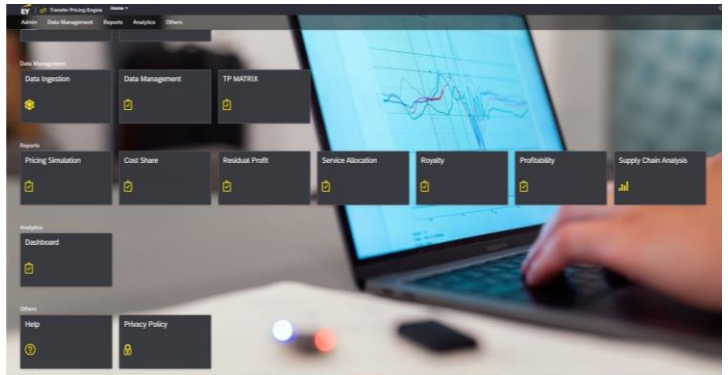 EY Transfer Pricing Engine Home
Admin Data Management Reports Analytics Others
Data Management
Data Ingestion Data Management TP MATRIX
Reports
Pricing Simulation Cost Share Residual Profit Service Allocation Royalty Profitability Supply Chain Analysis
Analytics
Dashboard
Others
Help Privacy Policy